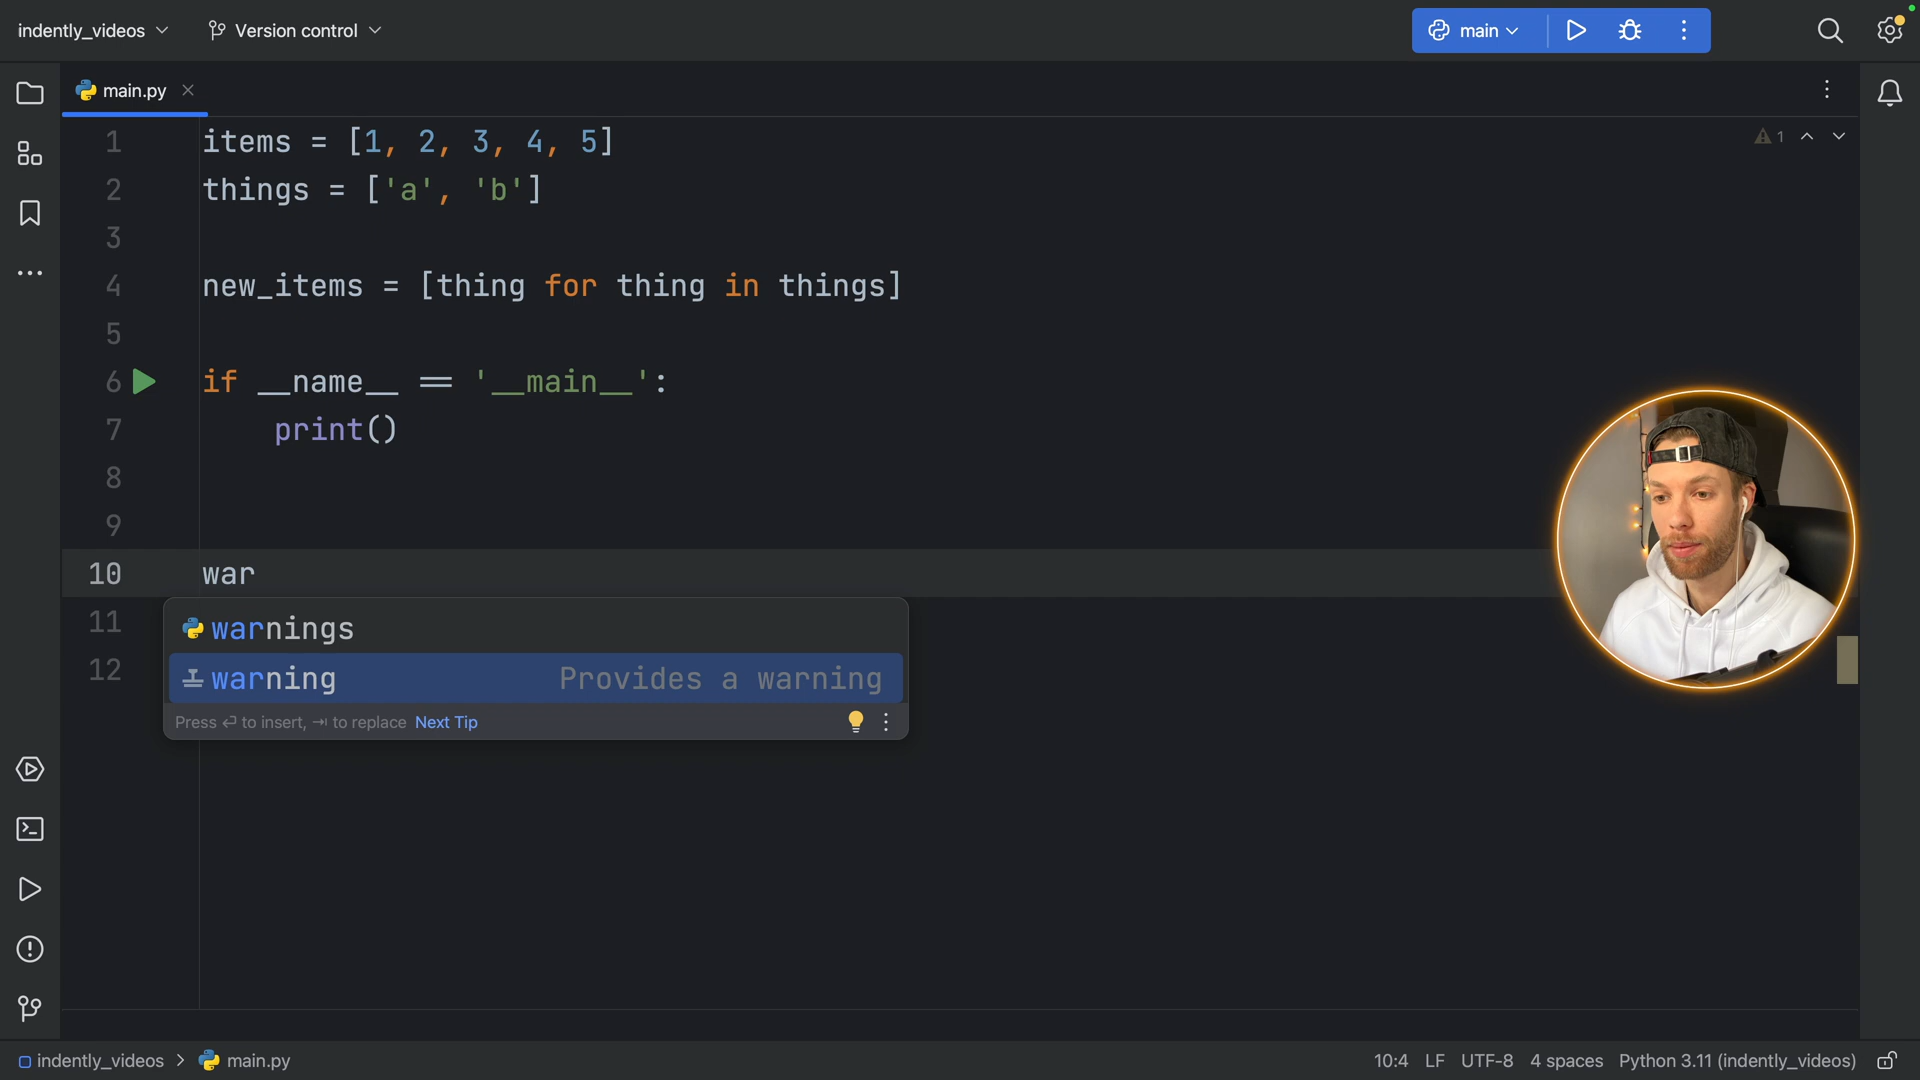 indently_videos
Version control
main
main.py
1
1 items = [1, 2, 3, 4, 5]
2 things = ['a', 'b']
3
4 new_items = [thing for thing in things]
5
6 if __name__ == '__main__':
7 print()
8
9
10 war
11
12
warnings
warning Provides a warning
Press ↵ to insert, ⇥ to replace Next Tip
indently_videos > main.py
10:4 LF UTF-8 4 spaces Python 3.11 (indently_videos)